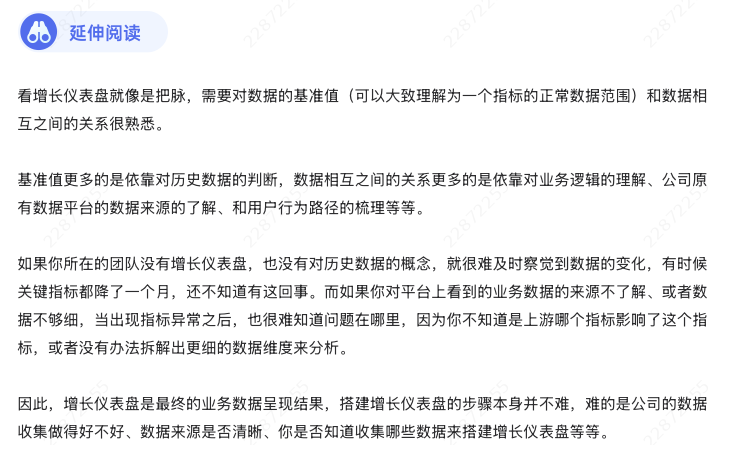 延伸阅读
看增长仪表盘就像是把脉，需要对数据的基准值（可以大致理解为一个指标的正常数据范围）和数据相
互之间的关系很熟悉。
基准值更多的是依靠对历史数据的判断，数据相互之间的关系更多的是依靠对业务逻辑的理解、公司原
有数据平台的数据来源的了解、和用户行为路径的梳理等等。
如果你所在的团队没有增长仪表盘，也没有对历史数据的概念，就很难及时察觉到数据的变化，有时候
关键指标都降了一个月，还不知道有这回事。而如果你对平台上看到的业务数据的来源不了解、或者数
据不够细，当出现指标异常之后，也很难知道问题在哪里，因为你不知道是上游哪个指标影响了这个指
标，或者没有办法拆解出更细的数据维度来分析。
因此，增长仪表盘是最终的业务数据呈现结果，搭建增长仪表盘的步骤本身并不难，难的是公司的数据
收集做得好不好、数据来源是否清晰、你是否知道收集哪些数据来搭建增长仪表盘等等。